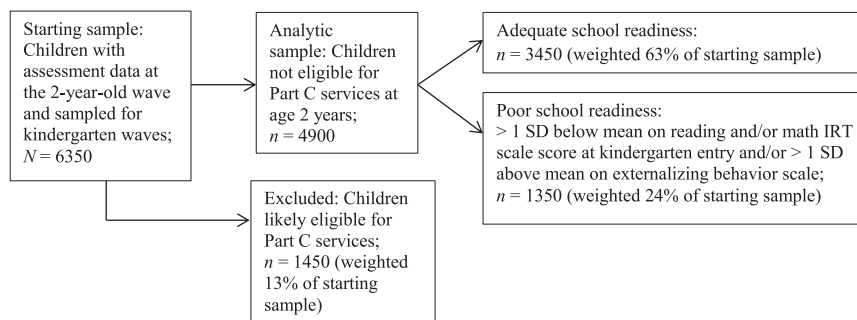 Starting sample:
Children with
assessment data at
the 2-year-old wave
and sampled for
kindergarten waves;
N = 6350
Analytic
sample: Children
not eligible for
Part C services at
age 2 years;
n = 4900
Adequate school readiness:
n = 3450 (weighted 63% of starting sample)
Poor school readiness:
> 1 SD below mean on reading and/or math IRT
scale score at kindergarten entry and/or > 1 SD
above mean on externalizing behavior scale;
n = 1350 (weighted 24% of starting sample)
Excluded: Children
likely eligible for
Part C services;
n = 1450 (weighted
13% of starting
sample)